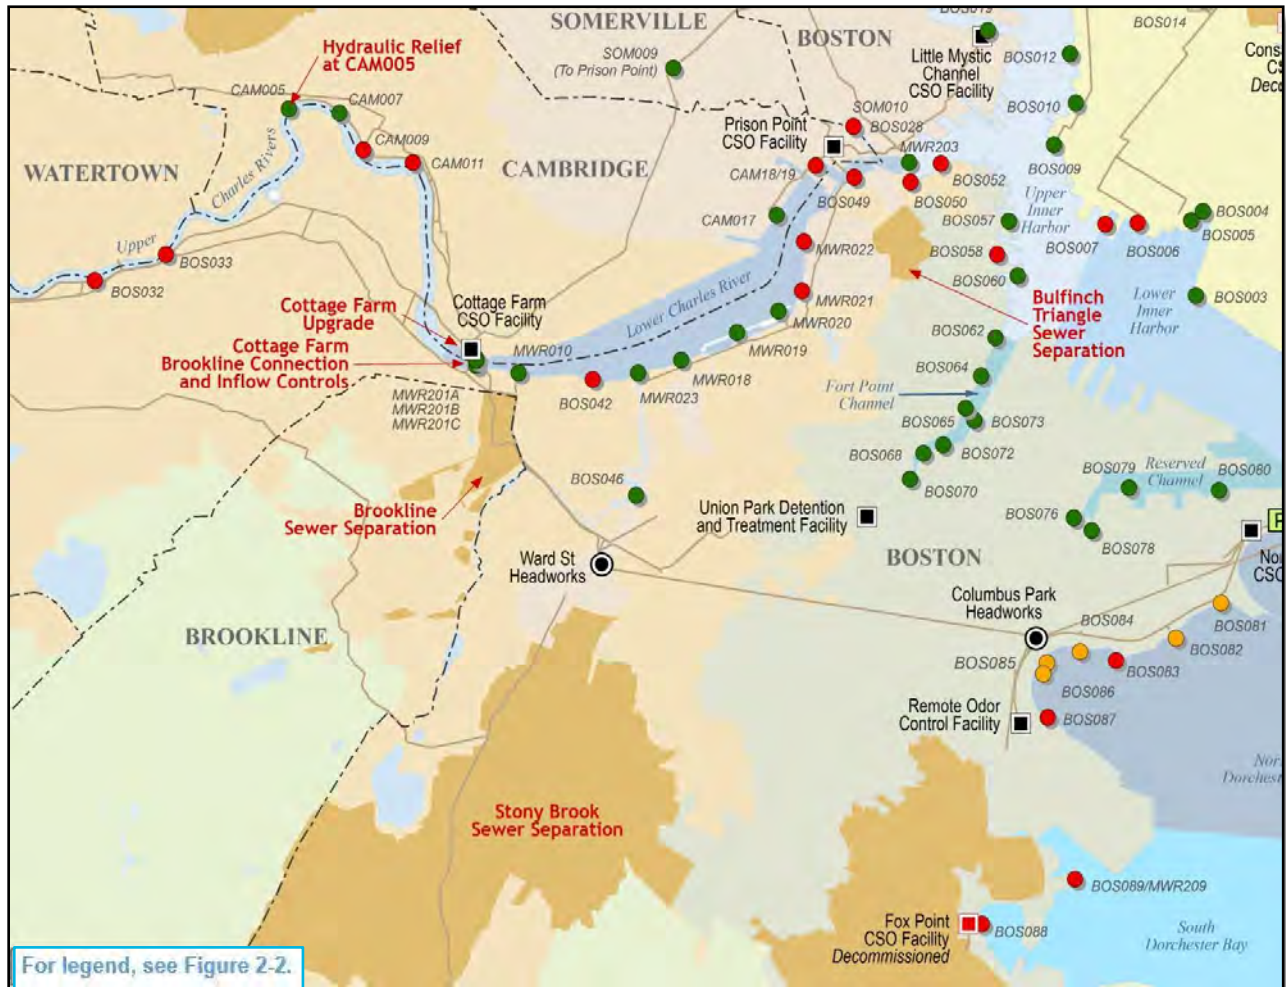 SOMERVILLE
BOSTON
BOS019
BOS014
SOM009
(To Prison Point)
Little Mystic
Channel
CSO Facility
BOS012
BOS010
BOS009
Hydraulic Relief
at CAM005
CAM005
CAM007
CAM009
CAM011
WATERTOWN
Charles Rivers
Upper
BOS033
BOS032
CAMBRIDGE
Prison Point
CSO Facility
SOM010
BOS028
MWR203
CAM18/19
BOS049
BOS050
BOS052
CAM017
MWR022
MWR021
MWR020
MWR019
MWR018
MWR023
BOS042
MWR010
Lower Charles River
Cottage Farm
CSO Facility
Cottage Farm
Upgrade
Cottage Farm
Brookline Connection
and Inflow Controls
MWR201A
MWR201B
MWR201C
BOS057
Upper
Inner
Harbor
BOS058
BOS060
BOS007
BOS006
BOS004
BOS005
BOS003
Lower
Inner
Harbor
Bulfinch
Triangle
Sewer
Separation
BOS062
BOS064
Fort Point
Channel
BOS065
BOS073
BOS068
BOS072
BOS070
BOS046
Brookline
Sewer Separation
Union Park Detention
and Treatment Facility
BOS079
Reserved
Channel
BOS080
BOS076
BOS078
Ward St
Headworks
BOSTON
Columbus Park
Headworks
BROOKLINE
BOS081
BOS082
BOS084
BOS083
BOS085
BOS086
BOS087
Remote Odor
Control Facility
Stony Brook
Sewer Separation
BOS089/MWR209
Fox Point
CSO Facility
Decommissioned
BOS088
South
Dorchester Bay
For legend, see Figure 2-2.